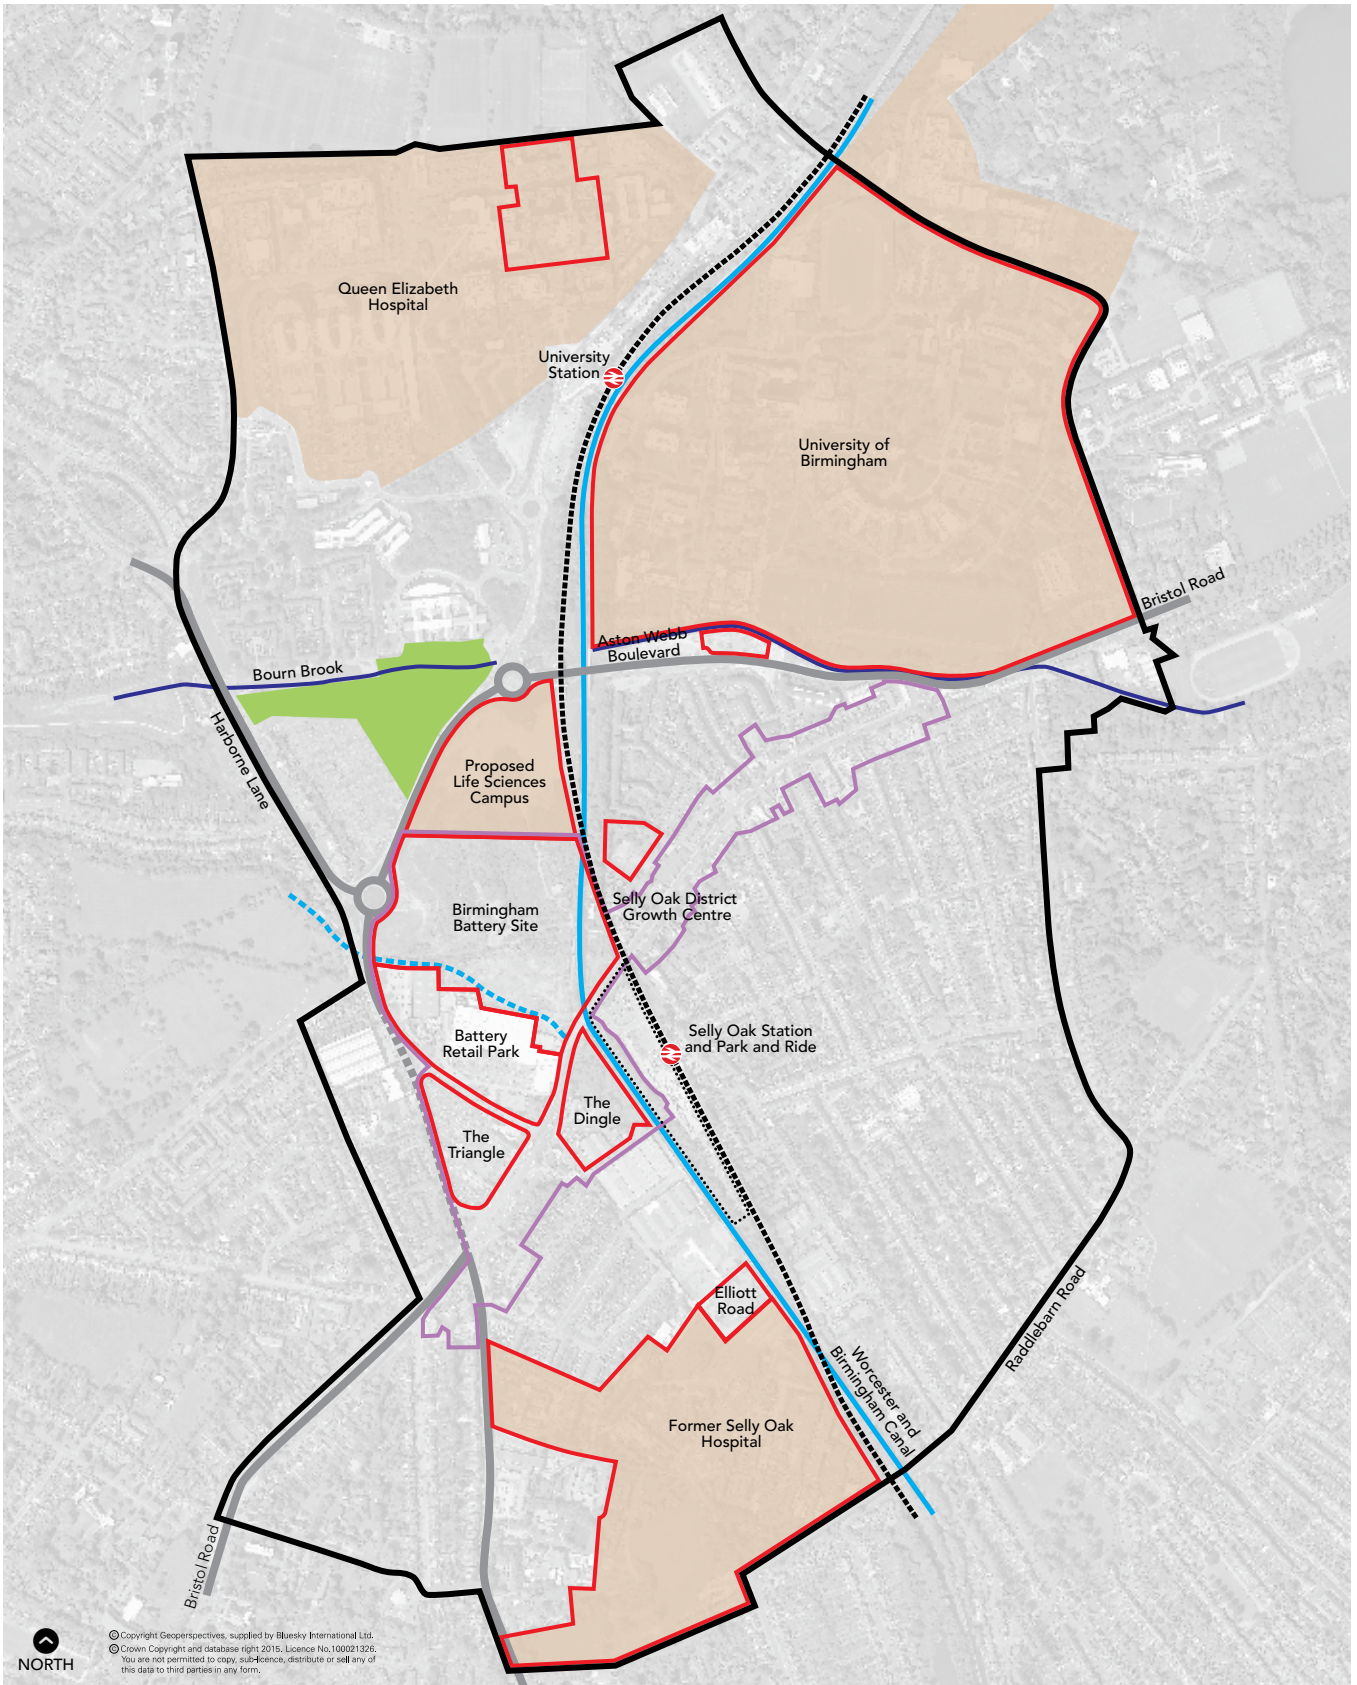 Queen Elizabeth
Hospital
University
Station
University of
Birmingham
Bristol Road
Aston Webb
Boulevard
Bourn Brook
Harborne Lane
Proposed
Life Sciences
Campus
Birmingham
Battery Site
Selly Oak District
Growth Centre
Battery
Retail Park
Selly Oak Station
and Park and Ride
The
Dingle
The
Triangle
Elliott
Road
Raddlebarn Road
Worcester and
Birmingham Canal
Former Selly Oak
Hospital
Bristol Road
NORTH
© Copyright Geoperspectives, supplied by Bluesky International Ltd.
© Crown Copyright and database right 2015. Licence No.100021326.
You are not permitted to copy, sub-licence, distribute or sell any of
this data to third parties in any form.